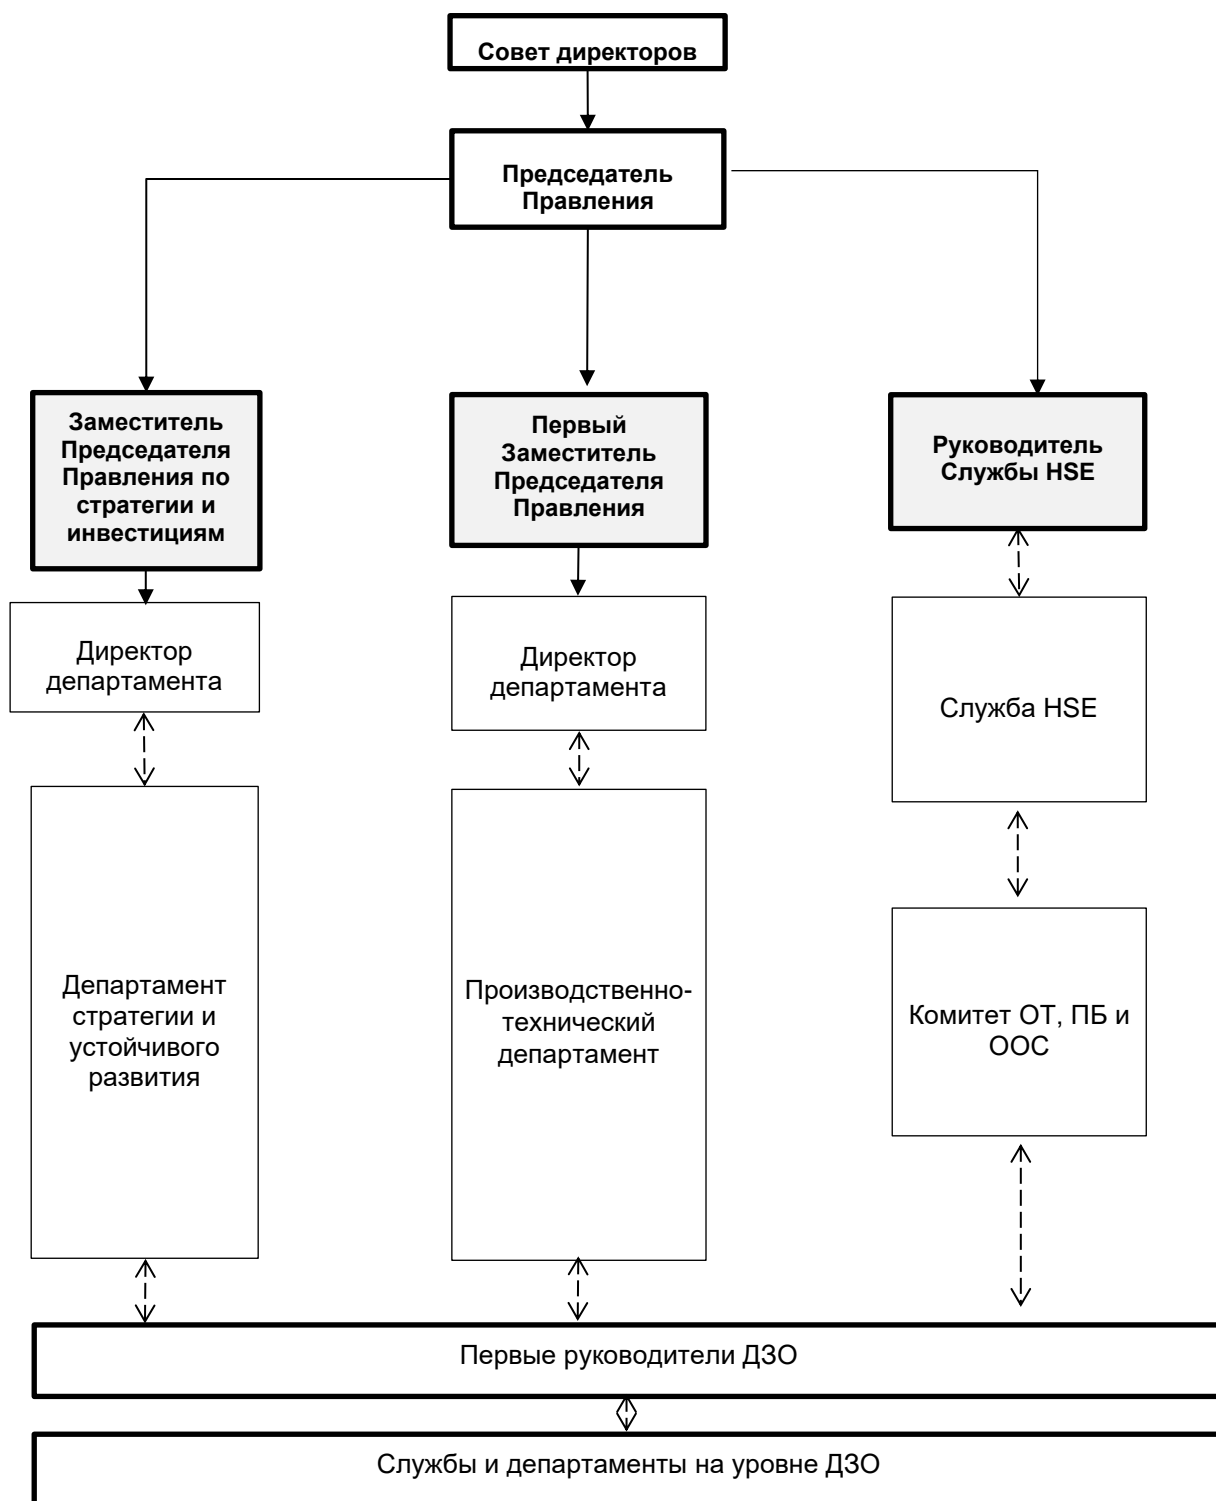 Совет директоров
Председатель
Правления
Заместитель
Председателя
Правления по
стратегии и
инвестициям
Первый
Заместитель
Председателя
Правления
Руководитель
Службы HSE
Директор
департамента
Директор
департамента
Служба HSE
Департамент
стратегии и
устойчивого
развития
Производственно-
технический
департамент
Комитет ОТ, ПБ и
ООС
Первые руководители ДЗО
Службы и департаменты на уровне ДЗО